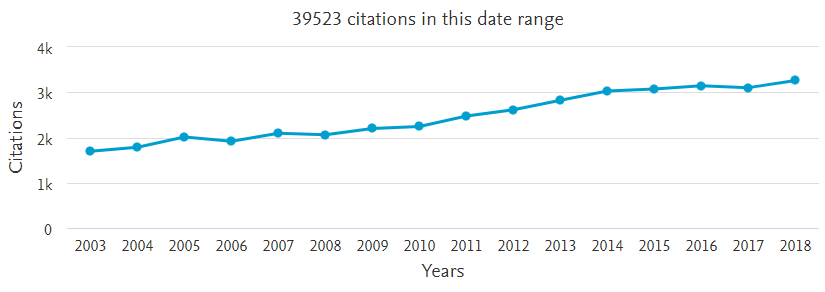 39523 citations in this date range
4k
3k
2k
1k
0
Citations
2003 2004 2005 2006 2007 2008 2009 2010 2011 2012 2013 2014 2015 2016 2017 2018
Years